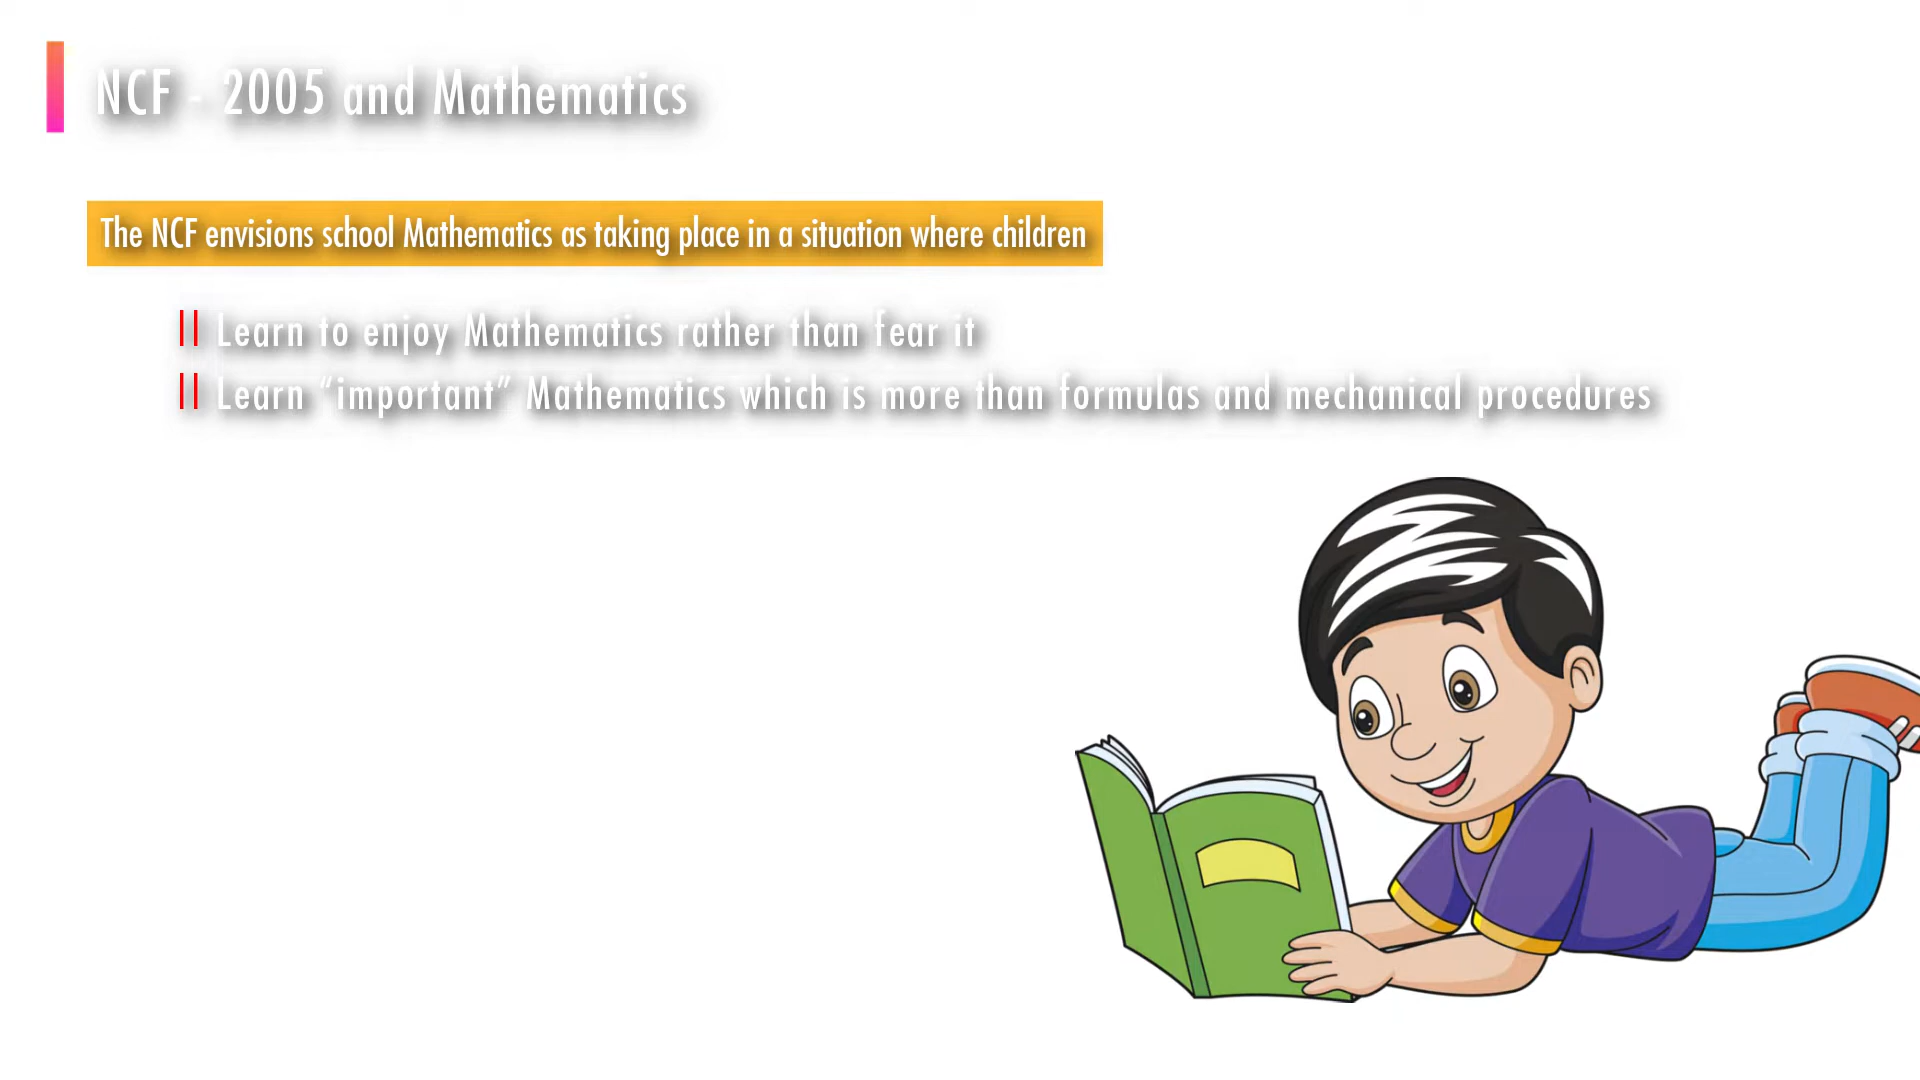 NCF - 2005 and Mathematics
The NCF envisions school Mathematics as taking place in a situation where children
Learn to enjoy Mathematics rather than fear it
Learn “important” Mathematics which is more than formulas and mechanical procedures